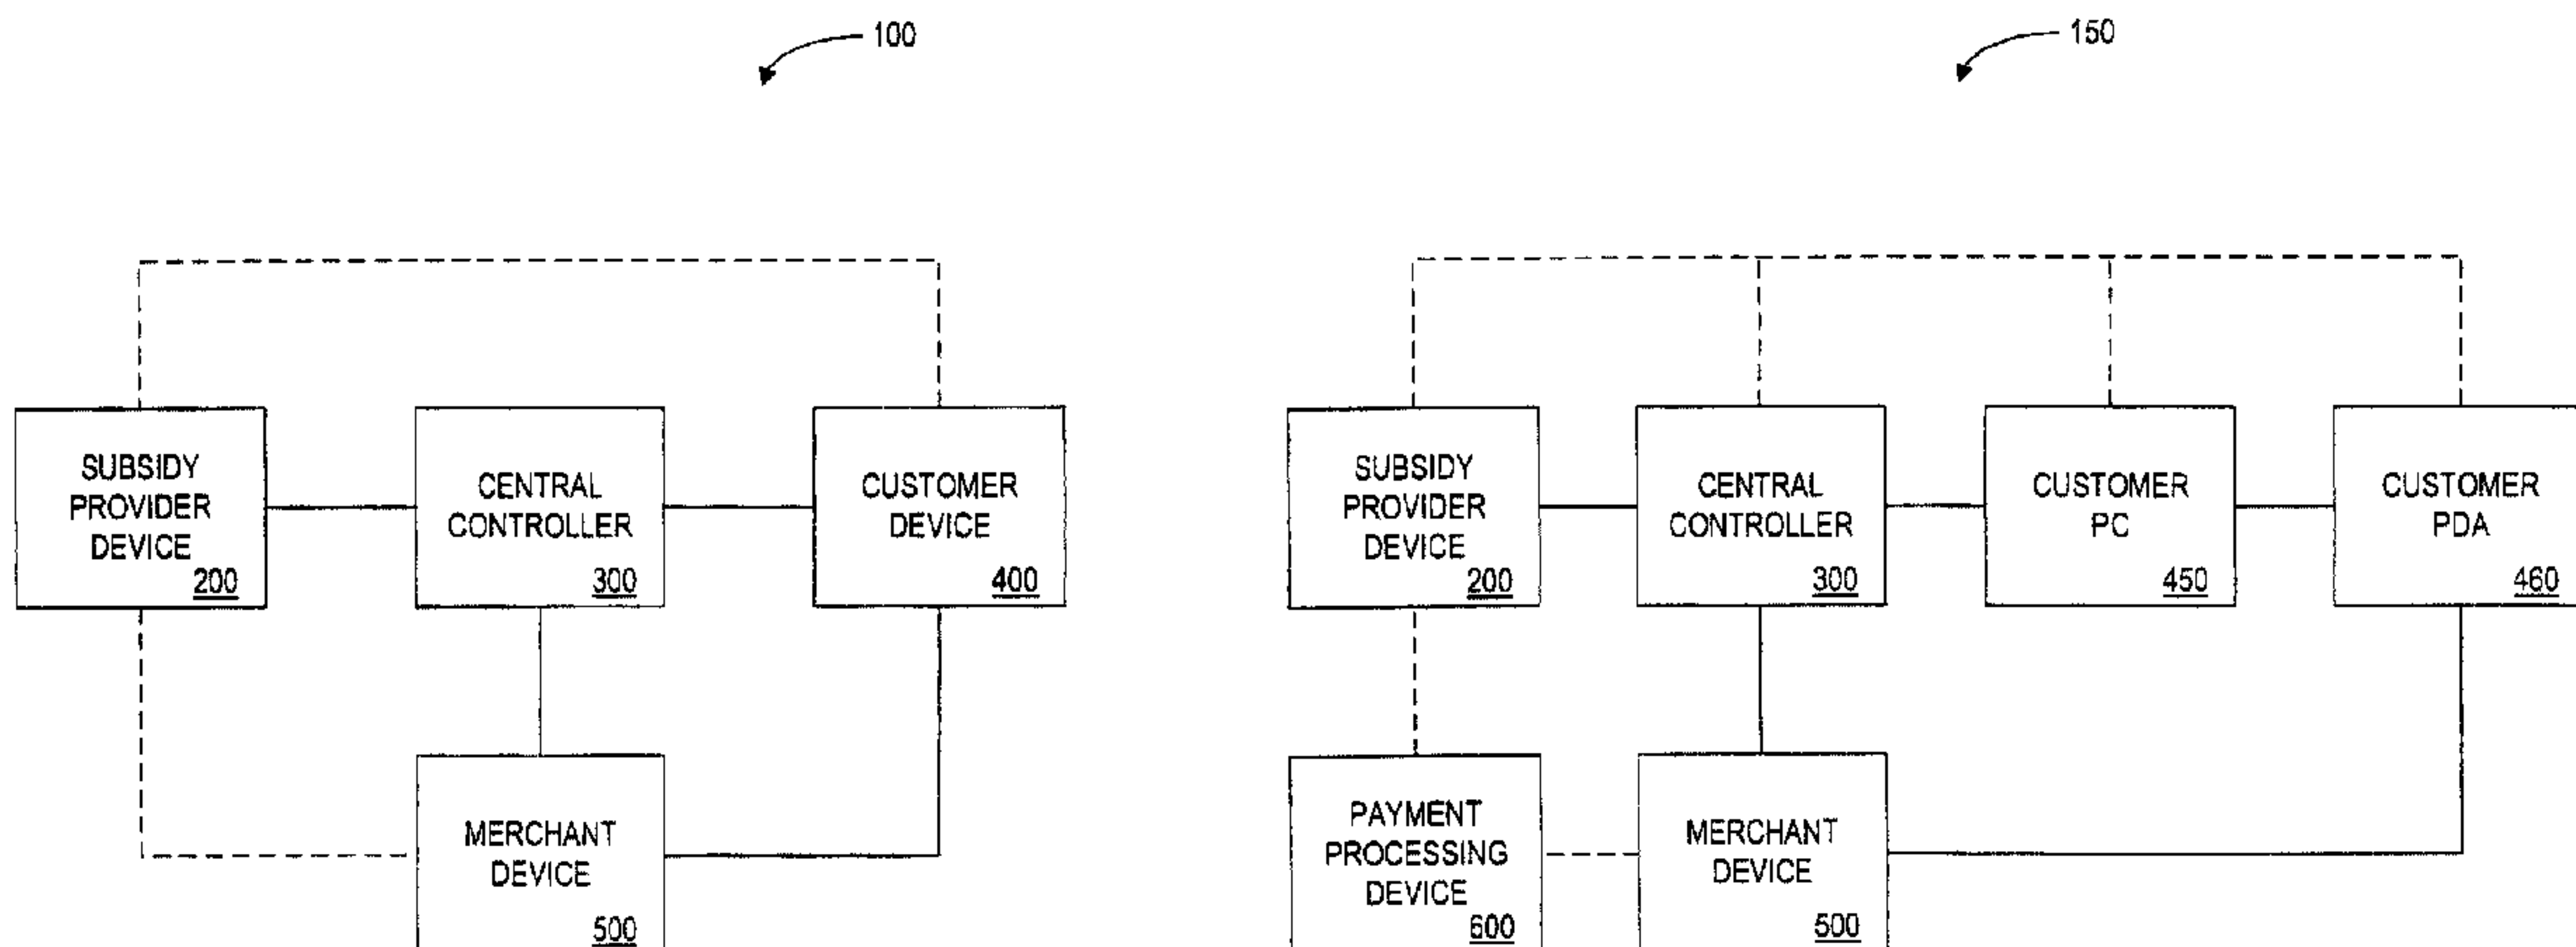 100
SUBSIDY
PROVIDER
DEVICE
200
CENTRAL
CONTROLLER
300
CUSTOMER
DEVICE
400
MERCHANT
DEVICE
500
150
SUBSIDY
PROVIDER
DEVICE
200
CENTRAL
CONTROLLER
300
CUSTOMER
PC
450
CUSTOMER
PDA
460
PAYMENT
PROCESSING
DEVICE
600
MERCHANT
DEVICE
500